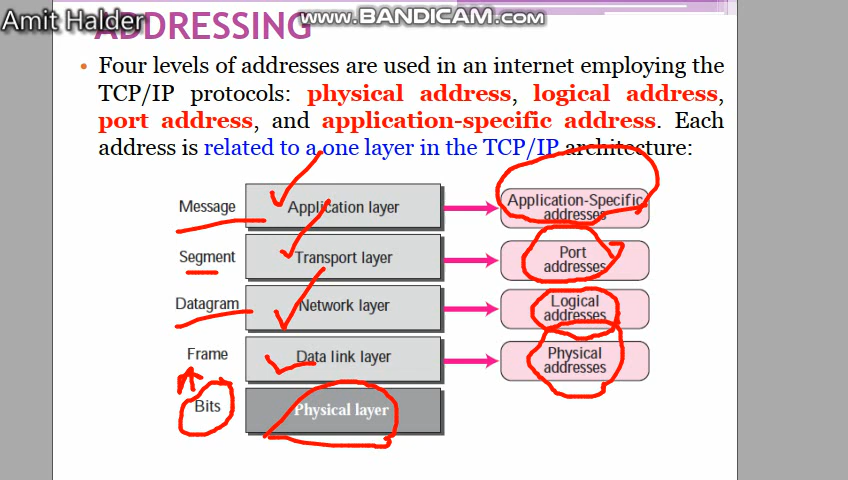 Amit Halder
www.BANDICAM.com
ADDRESSING
• Four levels of addresses are used in an internet employing the
TCP/IP protocols: physical address, logical address,
port address, and application-specific address. Each
address is related to a one layer in the TCP/IP architecture:
Message
Application layer
Application-Specific
addresses
Segment
Transport layer
Port
addresses
Datagram
Network layer
Logical
addresses
Frame
Data link layer
Physical
addresses
Bits
Physical layer